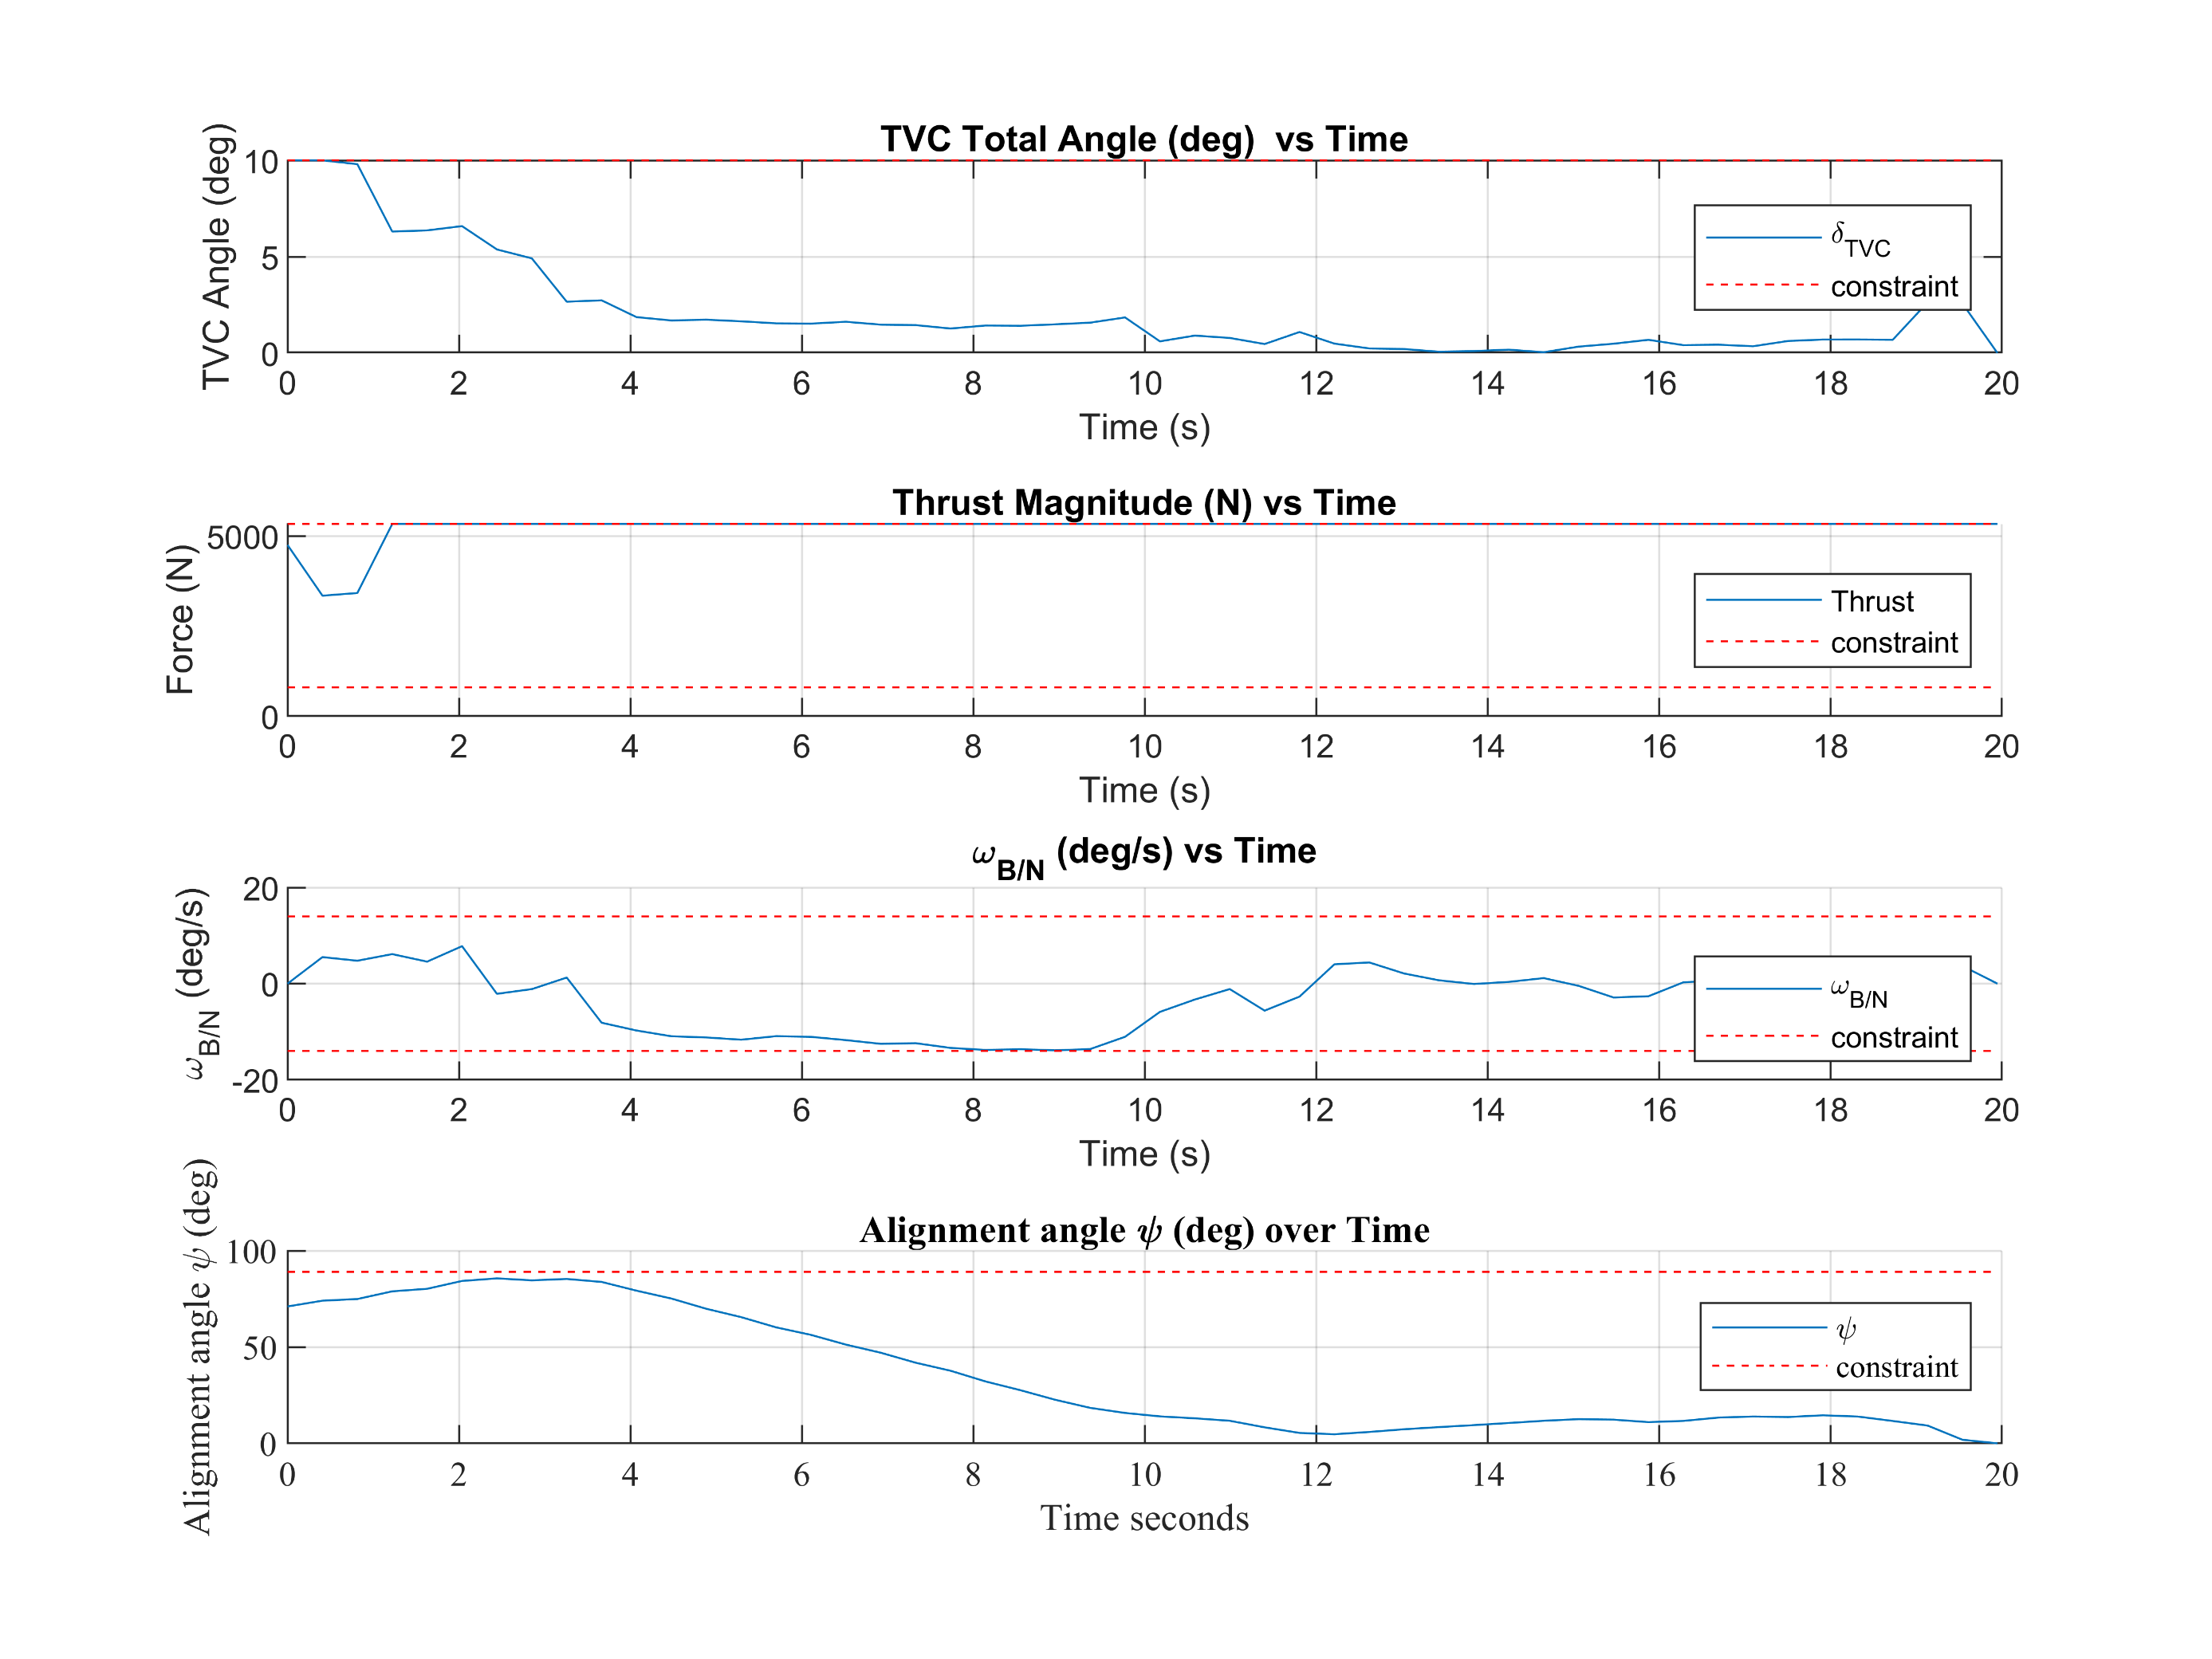 TVC Total Angle (deg)  vs Time
TVC Angle (deg)
10
5
0
δTVC
constraint
0 2 4 6 8 10 12 14 16 18 20
Time (s)
Thrust Magnitude (N) vs Time
Force (N)
5000
0
Thrust
constraint
0 2 4 6 8 10 12 14 16 18 20
Time (s)
ωB/N (deg/s) vs Time
ωB/N (deg/s)
20
0
-20
ωB/N
constraint
0 2 4 6 8 10 12 14 16 18 20
Time (s)
Alignment angle ψ (deg) over Time
Alignment angle ψ (deg)
100
50
0
ψ
constraint
0 2 4 6 8 10 12 14 16 18 20
Time seconds